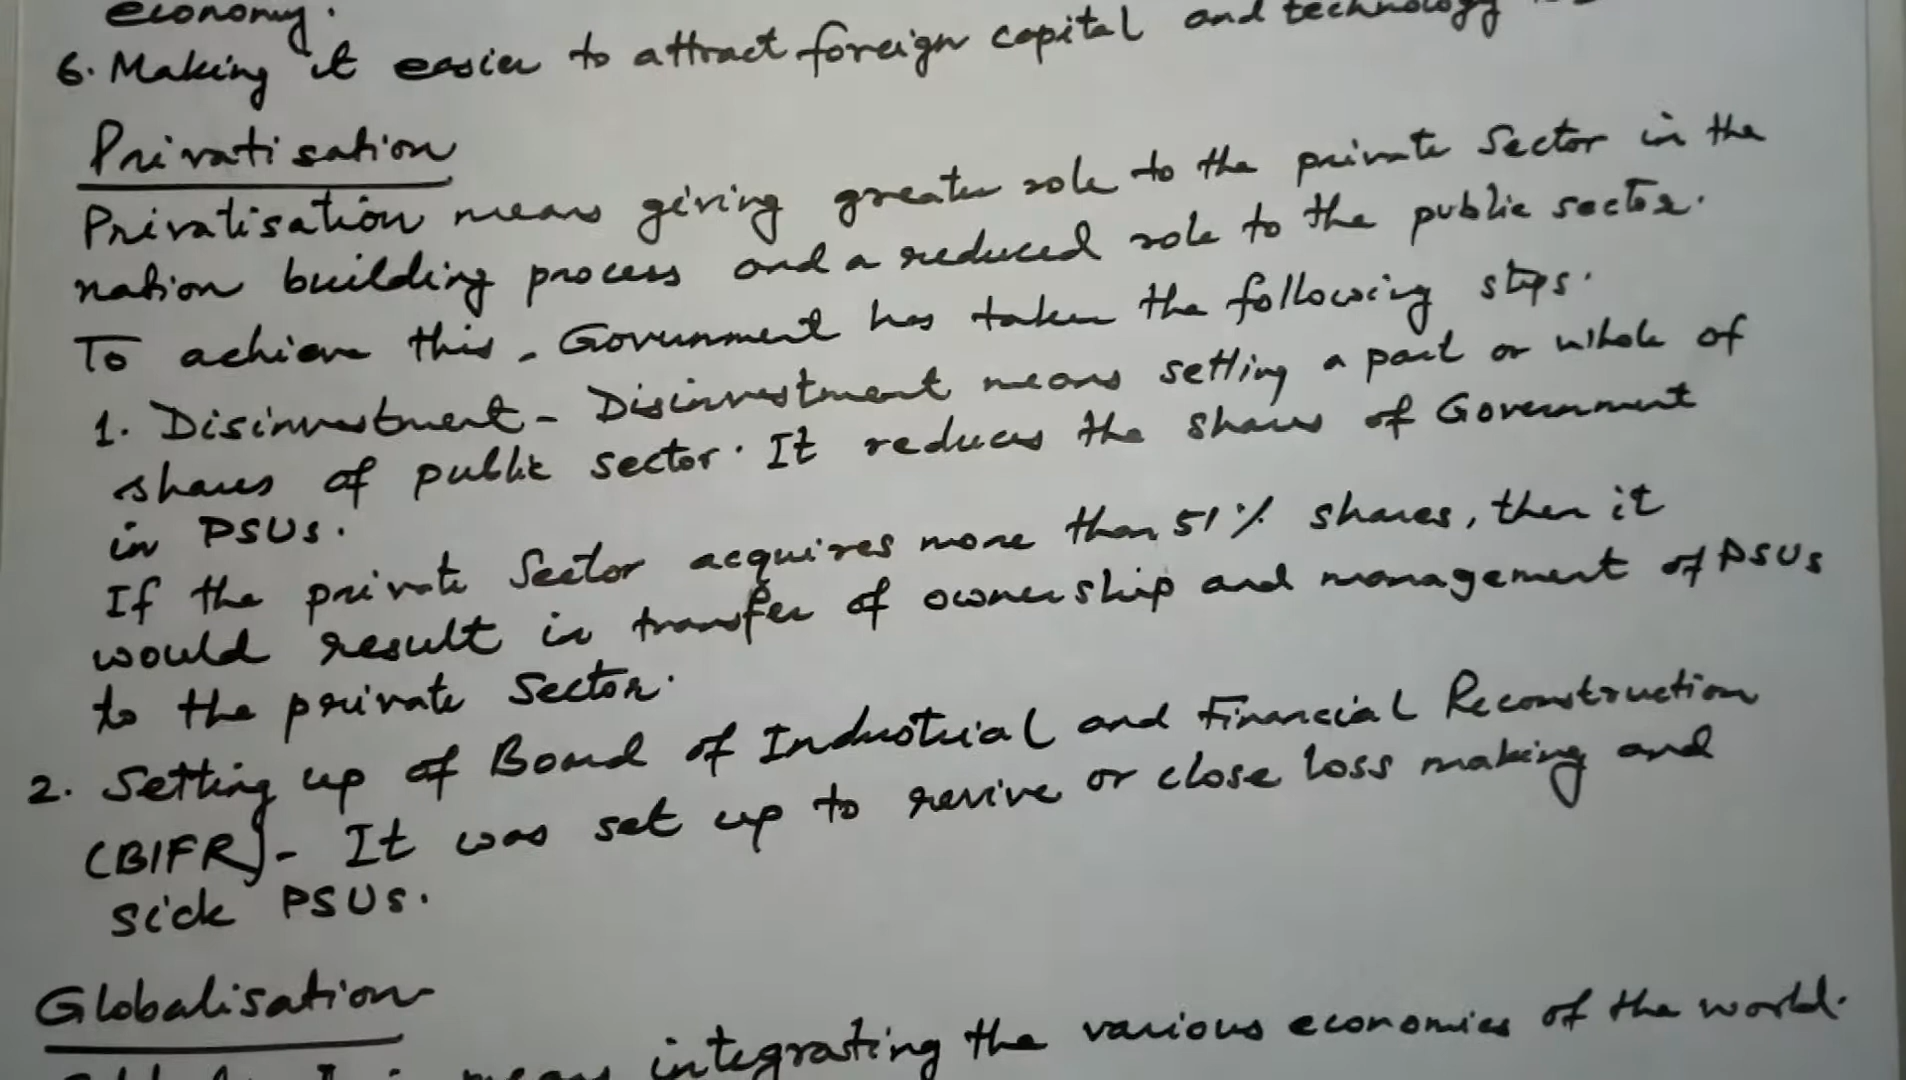 economy.
6. Making it easier to attract foreign capital and technology
Privatisation
Privatisation means giving greater role to the private Sector in the
nation building process and a reduced role to the public sector.
To achieve this, Government has taken the following steps.
1. Disinvestment - Disinvestment means setting a part or whole of
shares of public sector. It reduces the shares of Government
in PSUs.
If the private Sector acquires more than 51% shares, then it
would result in transfer of ownership and management of PSUs
to the private Sector.
2. Setting up of Board of Industrial and Financial Reconstruction
(BIFR) - It was set up to revive or close loss making and
sick PSUs.
Globalisation
means integrating the various economies of the world.